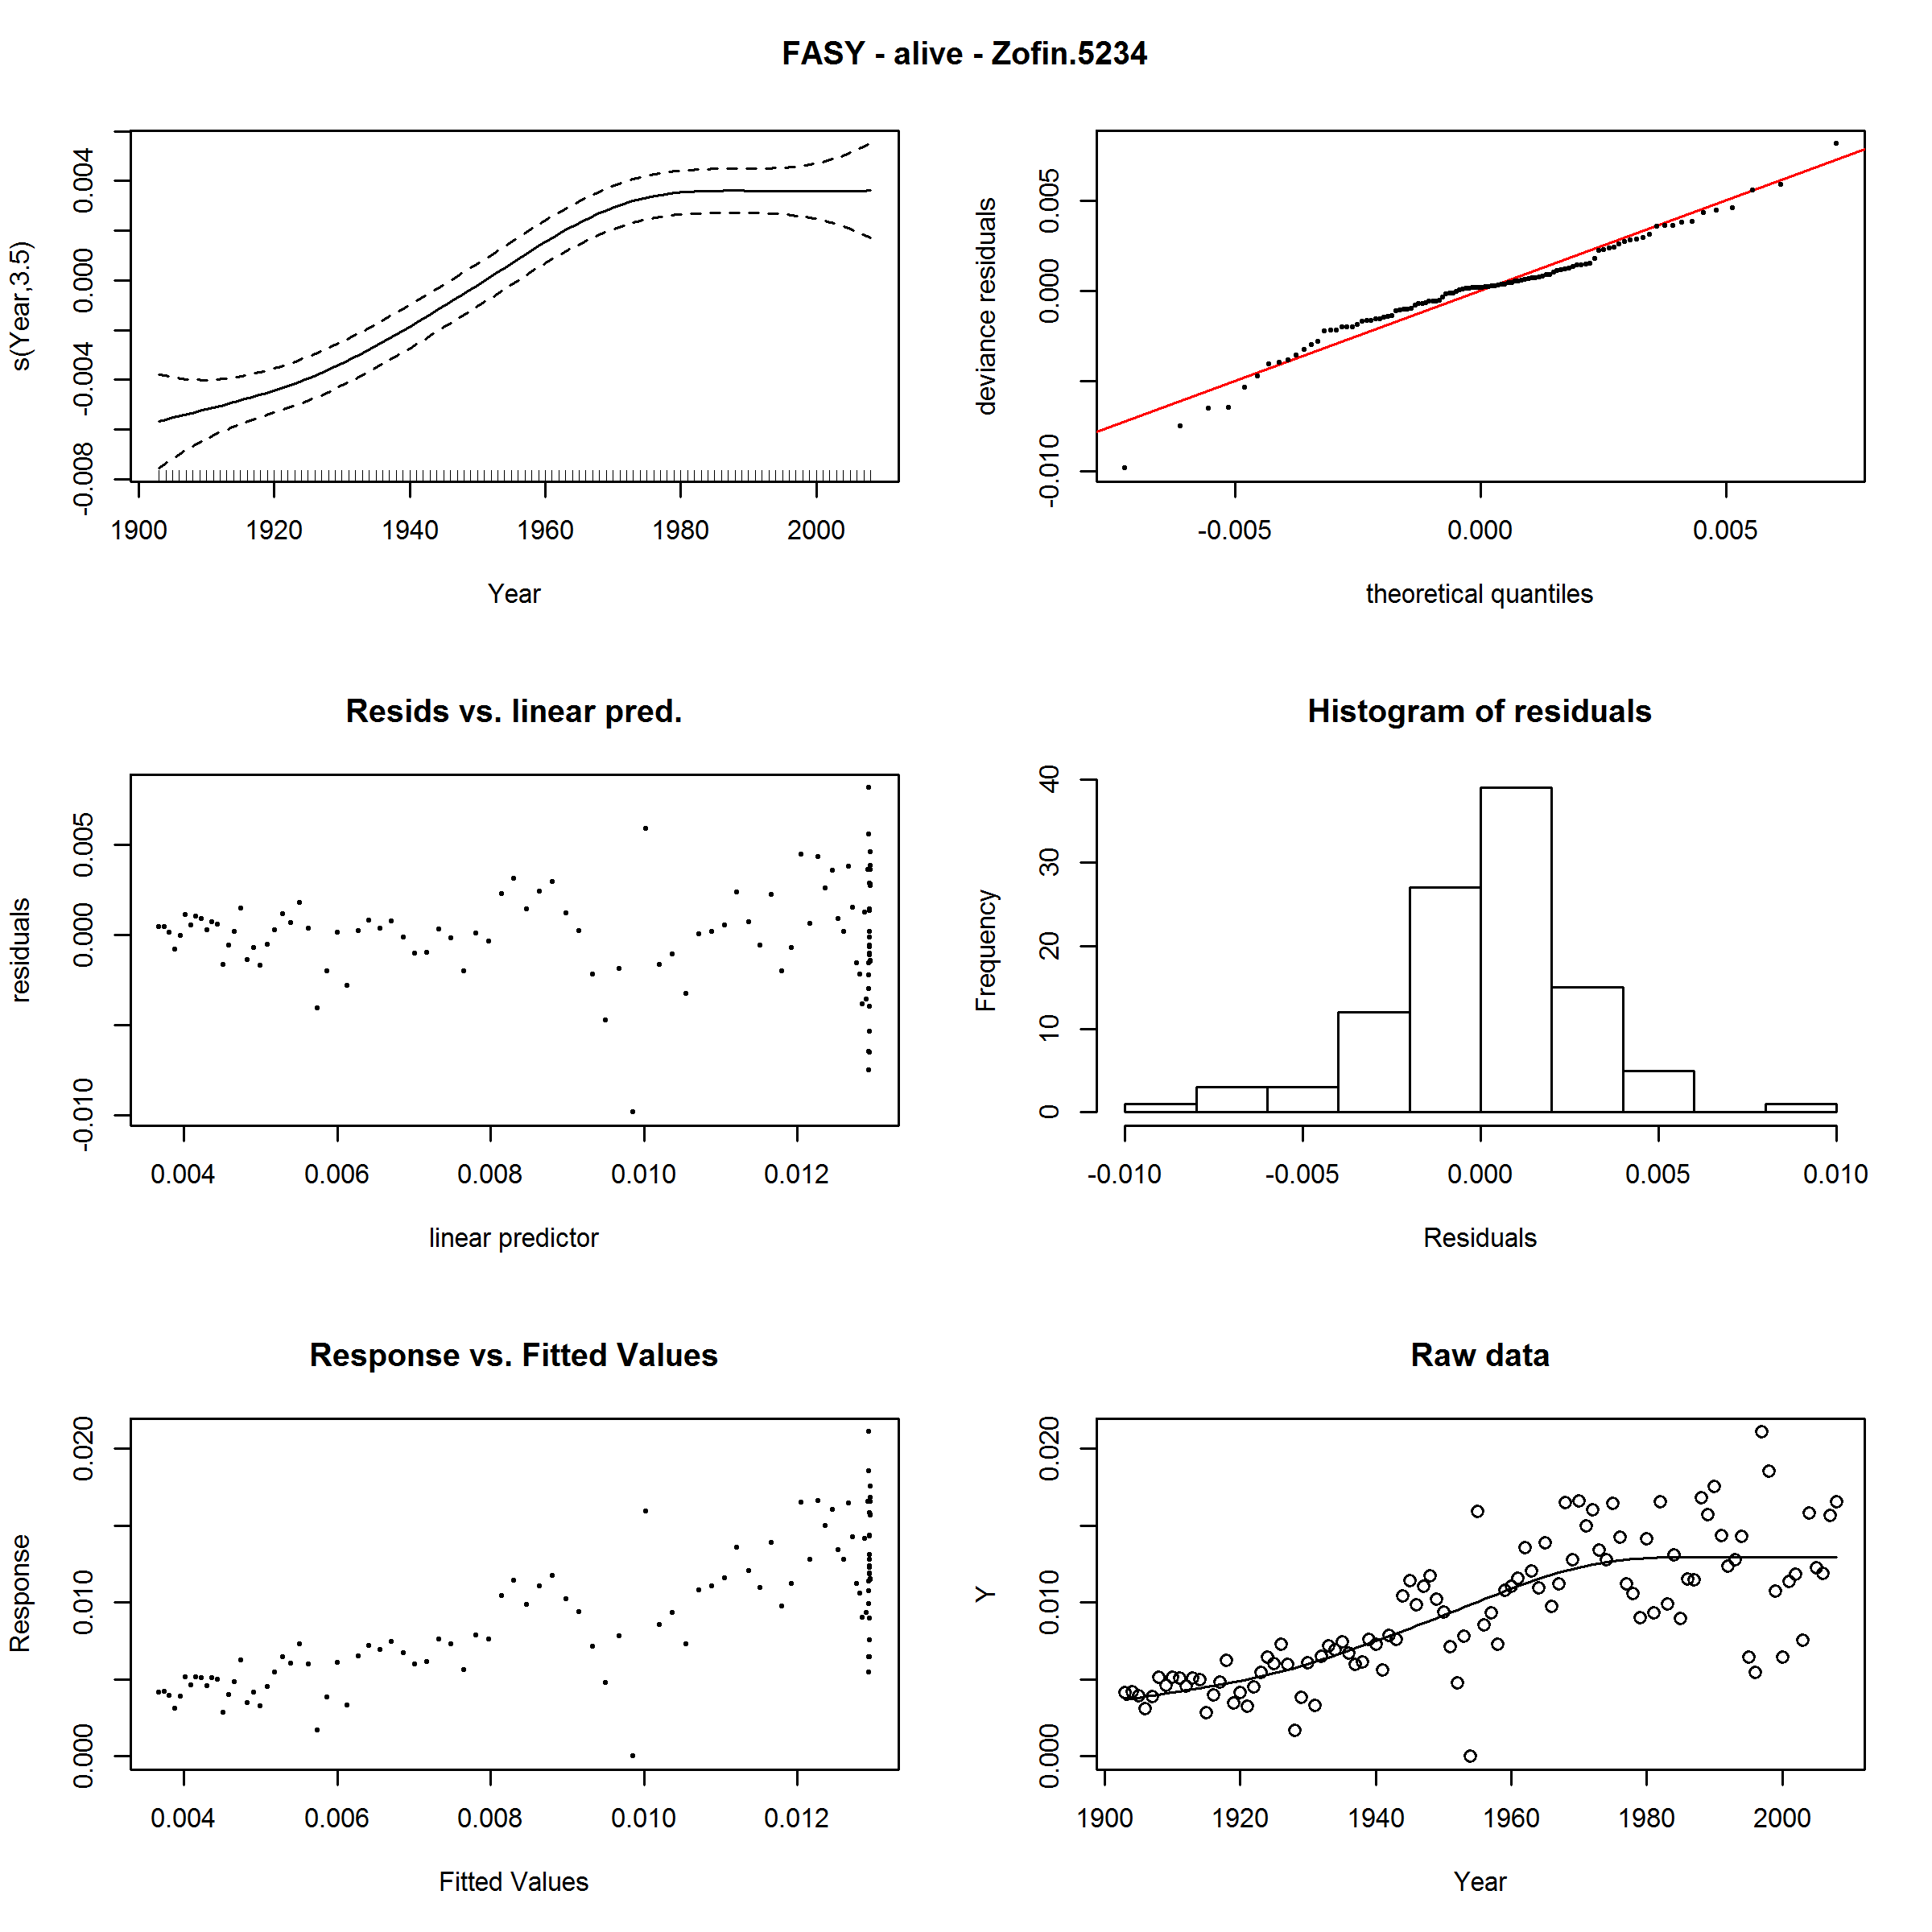 FASY - alive - Zofin.5234
s(Year,3.5)
-0.008 -0.004 0.000 0.004
1900 1920 1940 1960 1980 2000
Year
deviance residuals
-0.010 0.000 0.005
-0.005 0.000 0.005
theoretical quantiles
Resids vs. linear pred.
residuals
-0.010 0.000 0.005
0.004 0.006 0.008 0.010 0.012
linear predictor
Histogram of residuals
Frequency
0 10 20 30 40
-0.010 -0.005 0.000 0.005 0.010
Residuals
Response vs. Fitted Values
Response
0.000 0.010 0.020
0.004 0.006 0.008 0.010 0.012
Fitted Values
Raw data
Y
0.000 0.010 0.020
1900 1920 1940 1960 1980 2000
Year